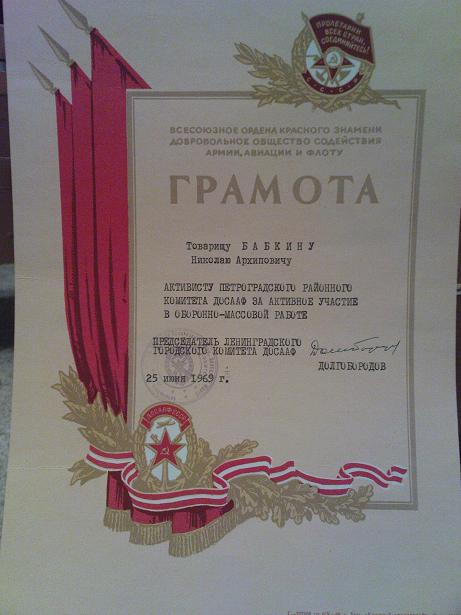 ПРОЛЕТАРИИ
ВСЕХ СТРАН,
СОЕДИНЯЙТЕСЬ!
С·С·С·Р
ВСЕСОЮЗНОЕ ОРДЕНА КРАСНОГО ЗНАМЕНИ
ДОБРОВОЛЬНОЕ ОБЩЕСТВО СОДЕЙСТВИЯ
АРМИИ, АВИАЦИИ И ФЛОТУ
ГРАМОТА
Товарищу БАБКИНУ
Николаю Архиповичу
АКТИВИСТУ ПЕТРОГРАДСКОГО РАЙОННОГО
КОМИТЕТА ДОСААФ ЗА АКТИВНОЕ УЧАСТИЕ
В ОБОРОННО-МАССОВОЙ РАБОТЕ
ПРЕДСЕДАТЕЛЬ ЛЕНИНГРАДСКОГО
ГОРОДСКОГО КОМИТЕТА ДОСААФ
ДОЛГОБОРОДОВ
25 июня 1969 г.
ДОСААФ СССР